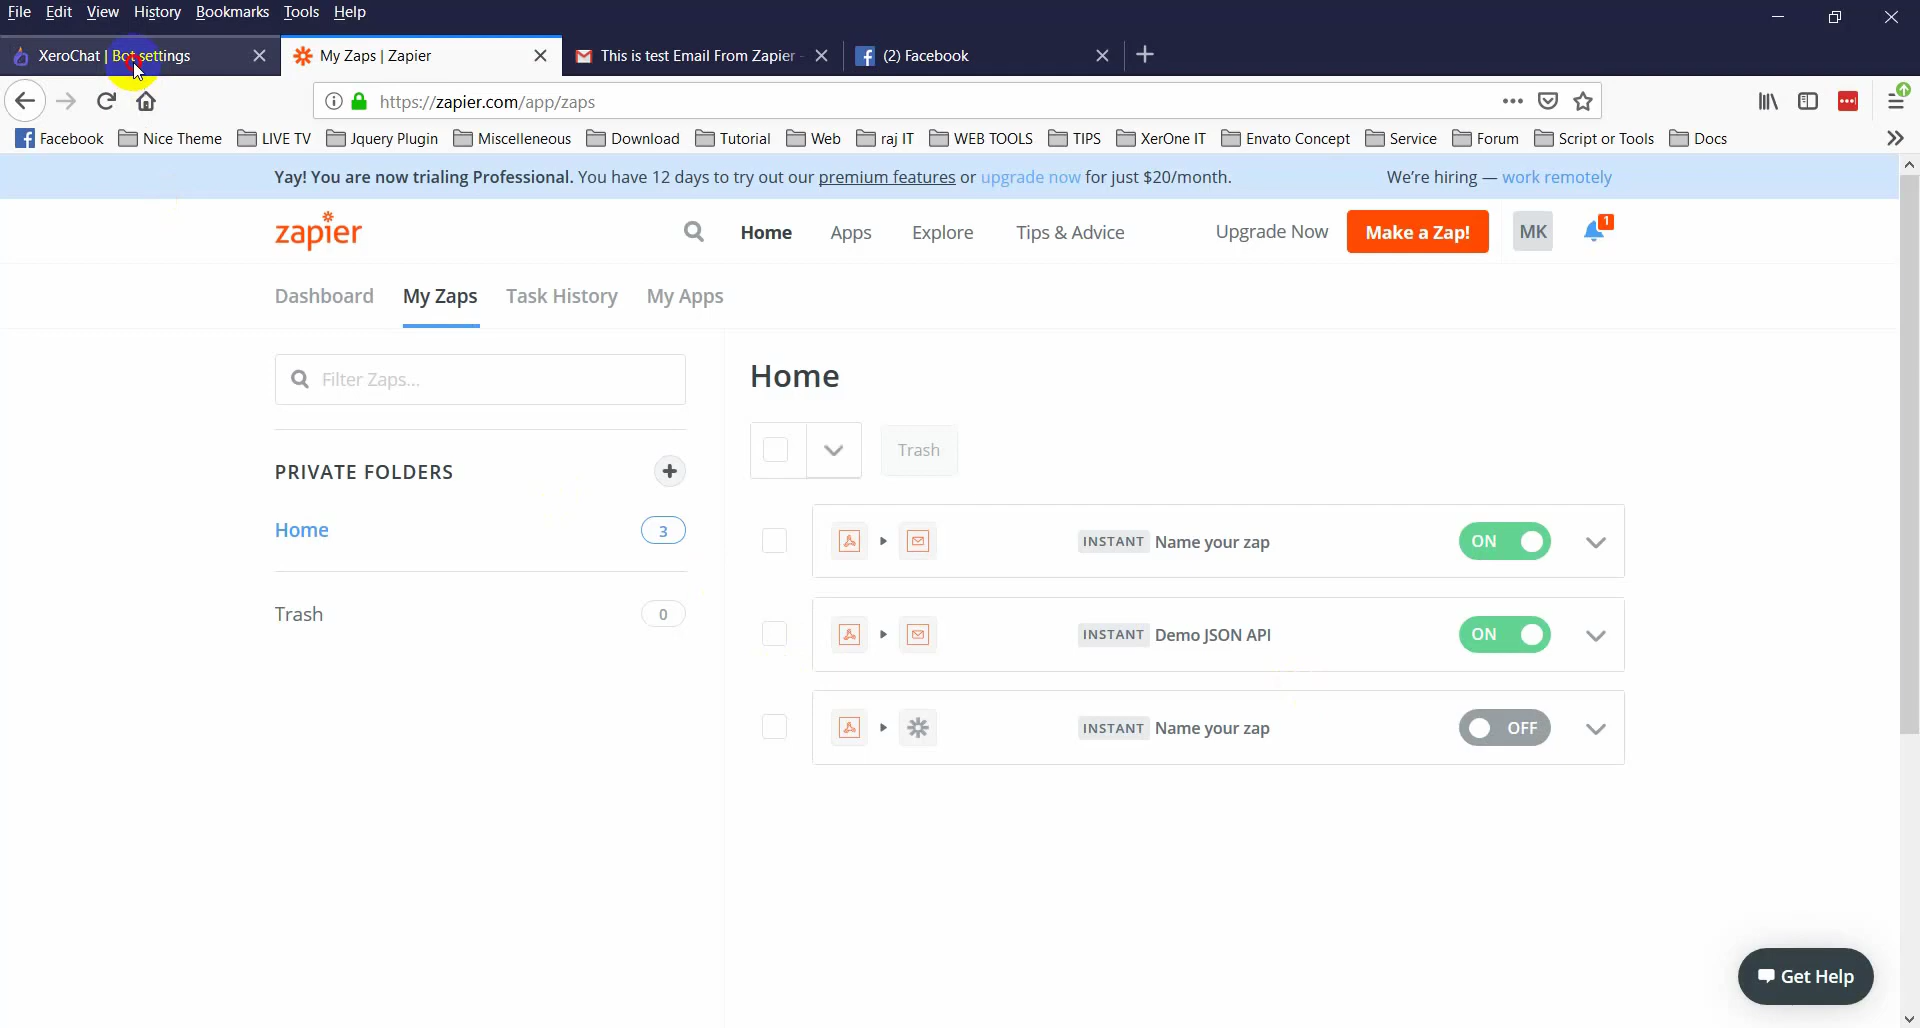 File Edit View History Bookmarks Tools Help
XeroChat | Bot settings
My Zaps | Zapier
This is test Email From Zapier -
(2) Facebook
https://zapier.com/app/zaps
Facebook Nice Theme LIVE TV Jquery Plugin Miscelleneous Download Tutorial Web raj IT WEB TOOLS TIPS XerOne IT Envato Concept Service Forum Script or Tools Docs
Yay! You are now trialing Professional. You have 12 days to try out our premium features or upgrade now for just $20/month.
We're hiring — work remotely
zapier
Home Apps Explore Tips & Advice Upgrade Now Make a Zap! MK 1
Dashboard My Zaps Task History My Apps
Filter Zaps...
PRIVATE FOLDERS
Home 3
Trash 0
Home
Trash
INSTANT Name your zap ON
INSTANT Demo JSON API ON
INSTANT Name your zap OFF
Get Help